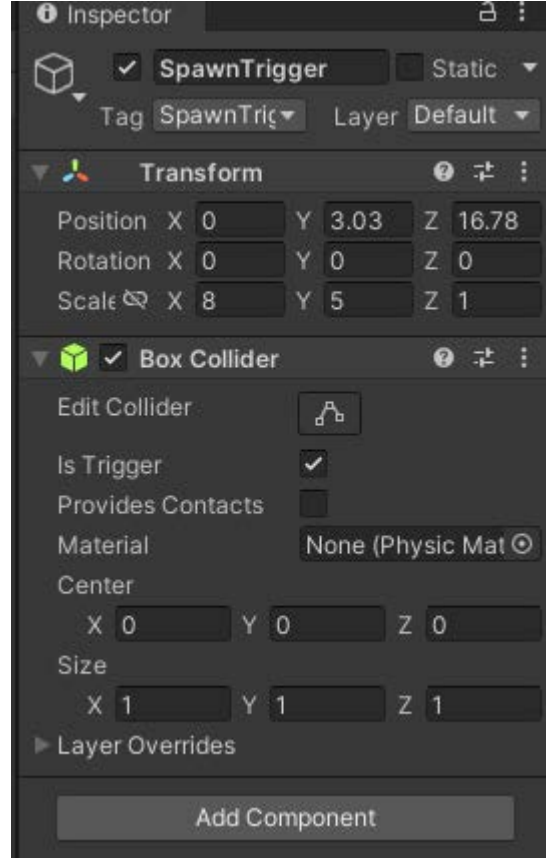 Inspector
SpawnTrigger Static
Tag SpawnTrig Layer Default
Transform
Position X 0 Y 3.03 Z 16.78
Rotation X 0 Y 0 Z 0
Scale X 8 Y 5 Z 1
Box Collider
Edit Collider
Is Trigger
Provides Contacts
Material None (Physic Mat
Center
X 0 Y 0 Z 0
Size
X 1 Y 1 Z 1
Layer Overrides
Add Component